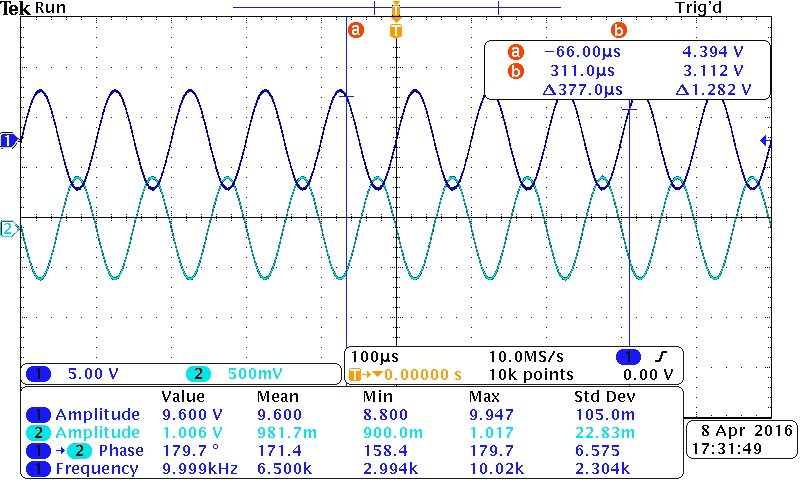 Tek Run Trig'd
T
a b
T
a −66.00µs 4.394 V
b 311.0µs 3.112 V
Δ377.0µs Δ1.282 V
1
2
100µs 10.0MS/s 1
T→▼0.00000 s 10k points 0.00 V
1 5.00 V 2 500mV
Value Mean Min Max Std Dev
1 Amplitude 9.600 V 9.600 8.800 9.947 105.0m
2 Amplitude 1.006 V 981.7m 900.0m 1.017 22.83m
1 → 2 Phase 179.7 ° 171.4 158.4 179.7 6.575
1 Frequency 9.999kHz 6.500k 2.994k 10.02k 2.304k
8 Apr 2016
17:31:49